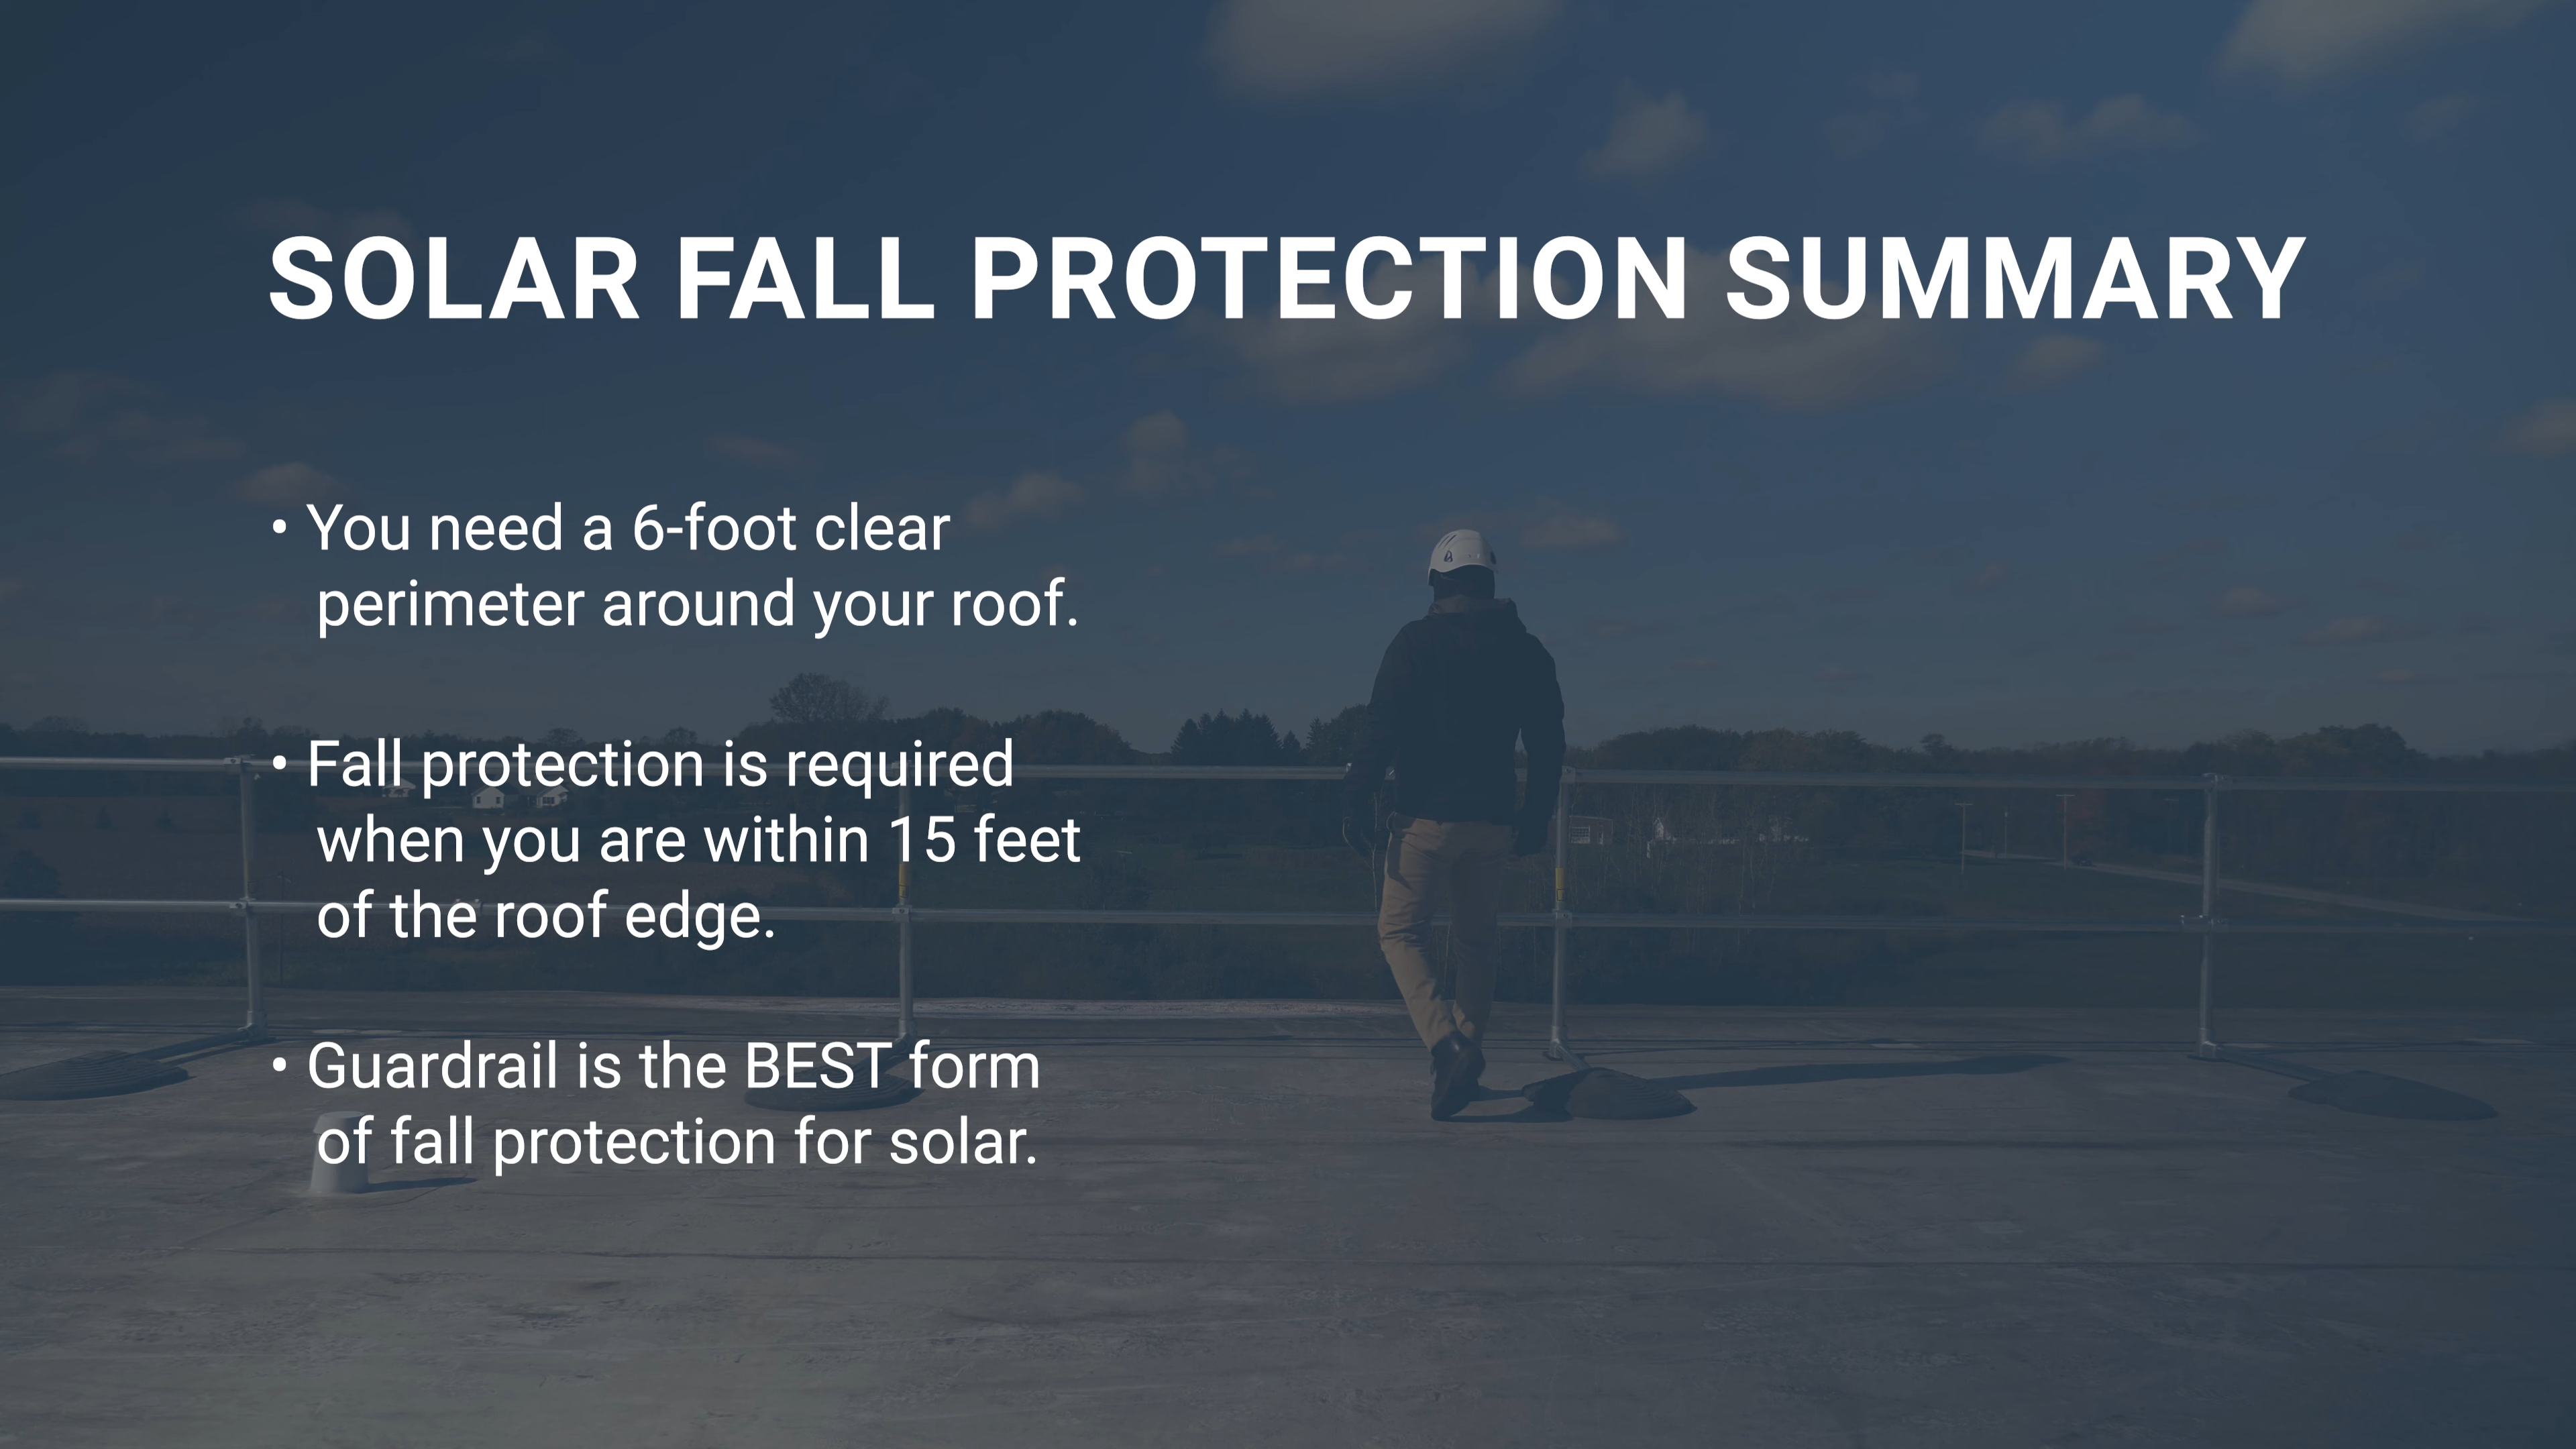 SOLAR FALL PROTECTION SUMMARY
• You need a 6-foot clear
perimeter around your roof.
• Fall protection is required
when you are within 15 feet
of the roof edge.
• Guardrail is the BEST form
of fall protection for solar.